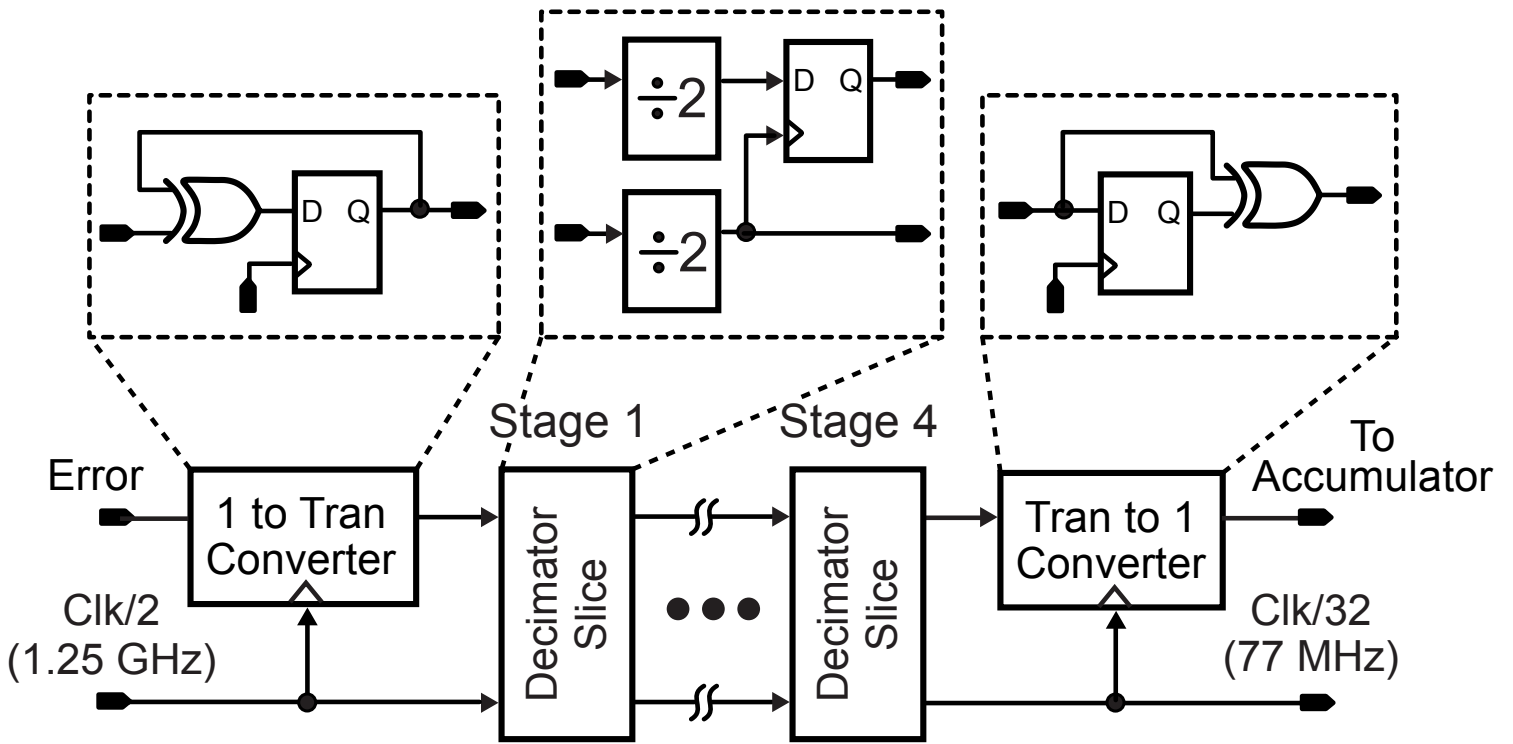 ÷2
D Q
÷2
D Q
D Q
Stage 1
Stage 4
Error
1 to Tran
Converter
Clk/2
(1.25 GHz)
Decimator
Slice
Decimator
Slice
Tran to 1
Converter
To
Accumulator
Clk/32
(77 MHz)